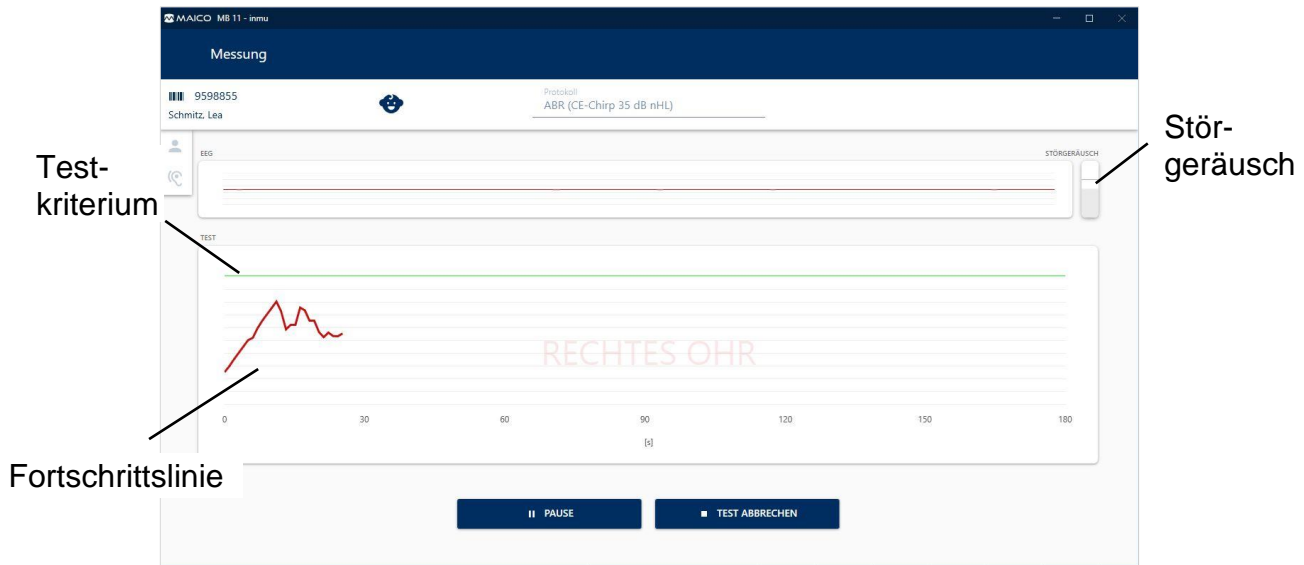 MAICO MB 11 - inmu
Messung
9598855
Schmitz, Lea
Protokoll
ABR (CE-Chirp 35 dB nHL)
Stör-
geräusch
Test-
kriterium
EEG
STÖRGERÄUSCH
TEST
RECHTES OHR
0 30 60 90 120 150 180
[s]
Fortschrittslinie
PAUSE
TEST ABBRECHEN